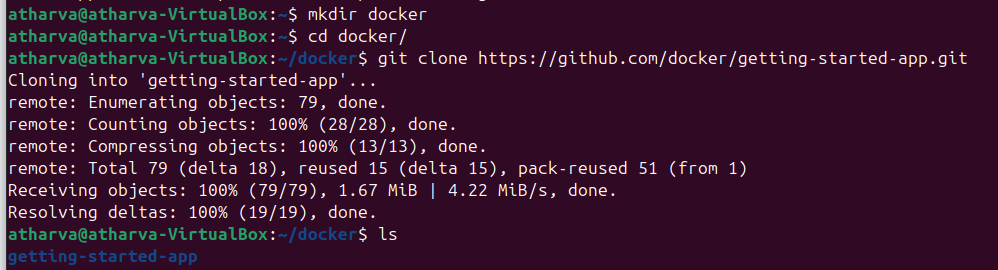 atharva@atharva-VirtualBox:~$ mkdir docker
atharva@atharva-VirtualBox:~$ cd docker/
atharva@atharva-VirtualBox:~/docker$ git clone https://github.com/docker/getting-started-app.git
Cloning into 'getting-started-app'...
remote: Enumerating objects: 79, done.
remote: Counting objects: 100% (28/28), done.
remote: Compressing objects: 100% (13/13), done.
remote: Total 79 (delta 18), reused 15 (delta 15), pack-reused 51 (from 1)
Receiving objects: 100% (79/79), 1.67 MiB | 4.22 MiB/s, done.
Resolving deltas: 100% (19/19), done.
atharva@atharva-VirtualBox:~/docker$ ls
getting-started-app